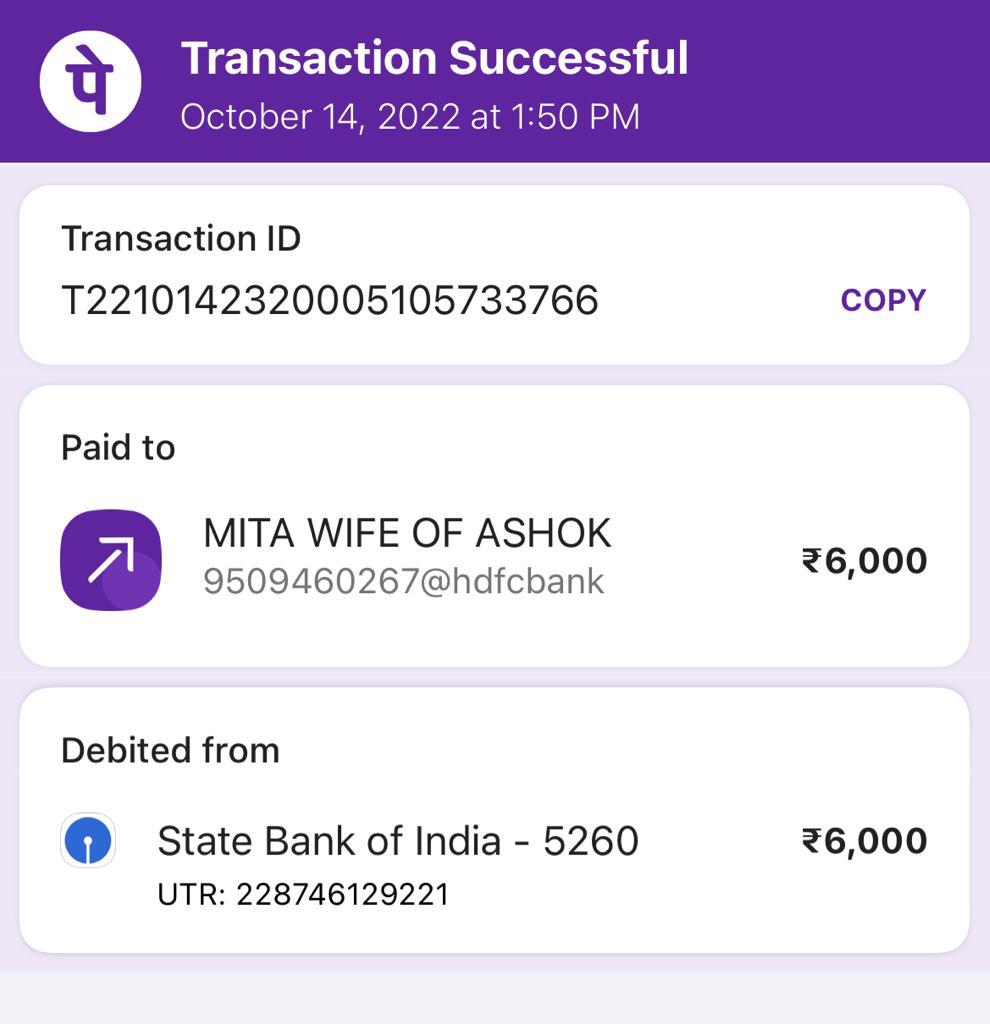 पे
Transaction Successful
October 14, 2022 at 1:50 PM
Transaction ID
T2210142320005105733766
COPY
Paid to
MITA WIFE OF ASHOK
9509460267@hdfcbank
₹6,000
Debited from
State Bank of India - 5260
₹6,000
UTR: 228746129221